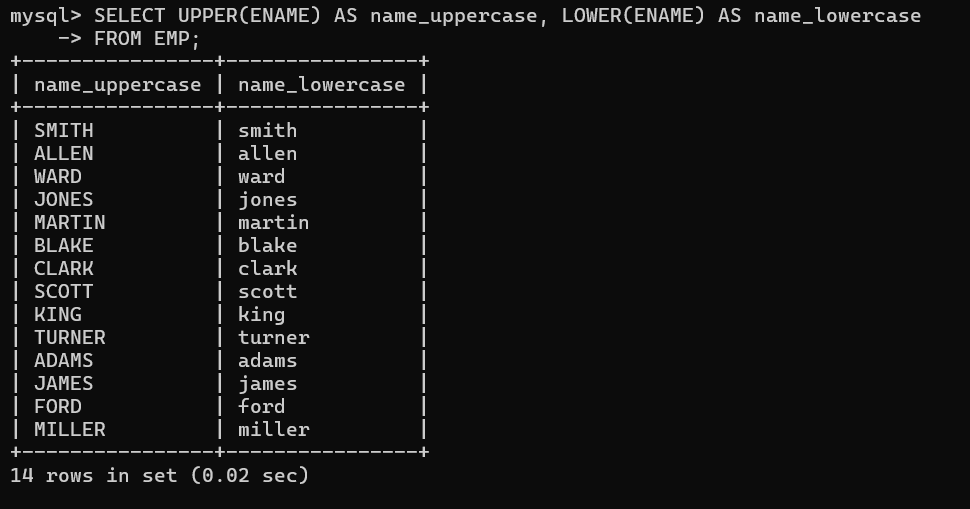 mysql> SELECT UPPER(ENAME) AS name_uppercase, LOWER(ENAME) AS name_lowercase
    -> FROM EMP;
+----------------+----------------+
| name_uppercase | name_lowercase |
+----------------+----------------+
| SMITH          | smith          |
| ALLEN          | allen          |
| WARD           | ward           |
| JONES          | jones          |
| MARTIN         | martin         |
| BLAKE          | blake          |
| CLARK          | clark          |
| SCOTT          | scott          |
| KING           | king           |
| TURNER         | turner         |
| ADAMS          | adams          |
| JAMES          | james          |
| FORD           | ford           |
| MILLER         | miller         |
+----------------+----------------+
14 rows in set (0.02 sec)